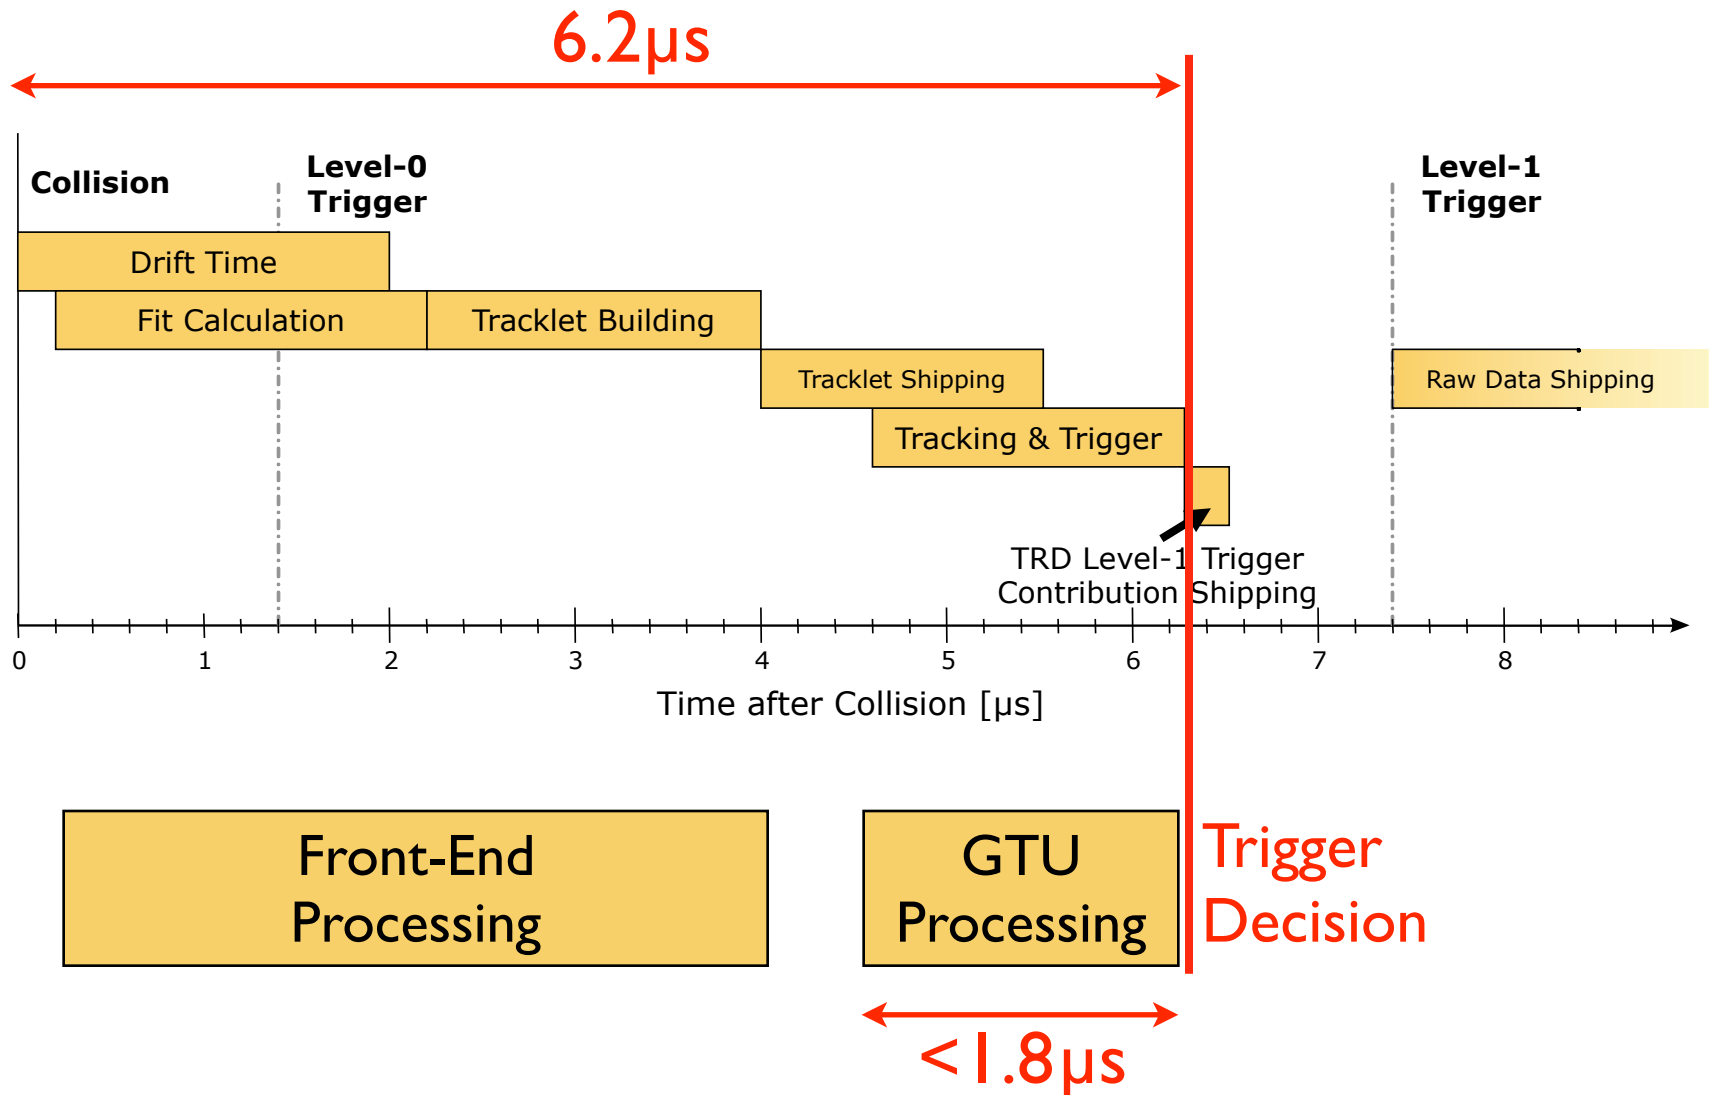 6.2µs
Collision
Level-0
Trigger
Level-1
Trigger
Drift Time
Fit Calculation
Tracklet Building
Tracklet Shipping
Raw Data Shipping
Tracking & Trigger
TRD Level-1 Trigger
Contribution Shipping
0 1 2 3 4 5 6 7 8
Time after Collision [µs]
Front-End
Processing
GTU
Processing
Trigger
Decision
<1.8µs